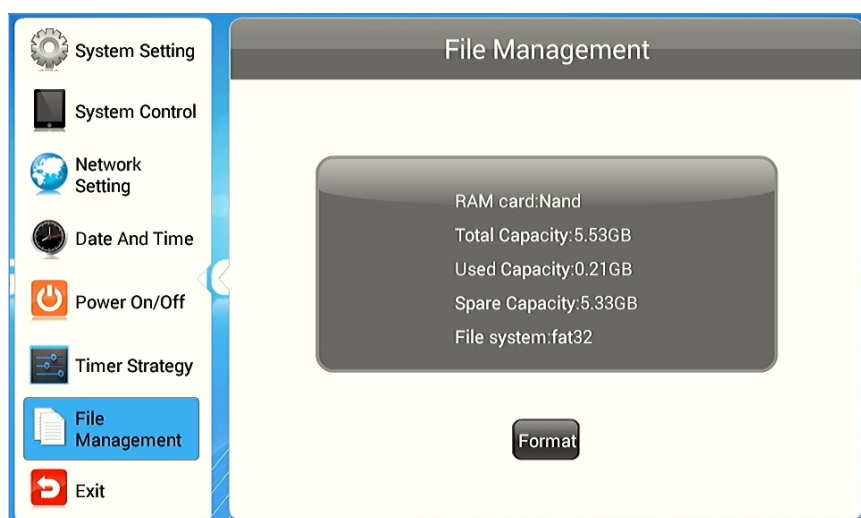 System Setting
System Control
Network
Setting
Date And Time
Power On/Off
Timer Strategy
File
Management
Exit
File Management
RAM card:Nand
Total Capacity:5.53GB
Used Capacity:0.21GB
Spare Capacity:5.33GB
File system:fat32
Format